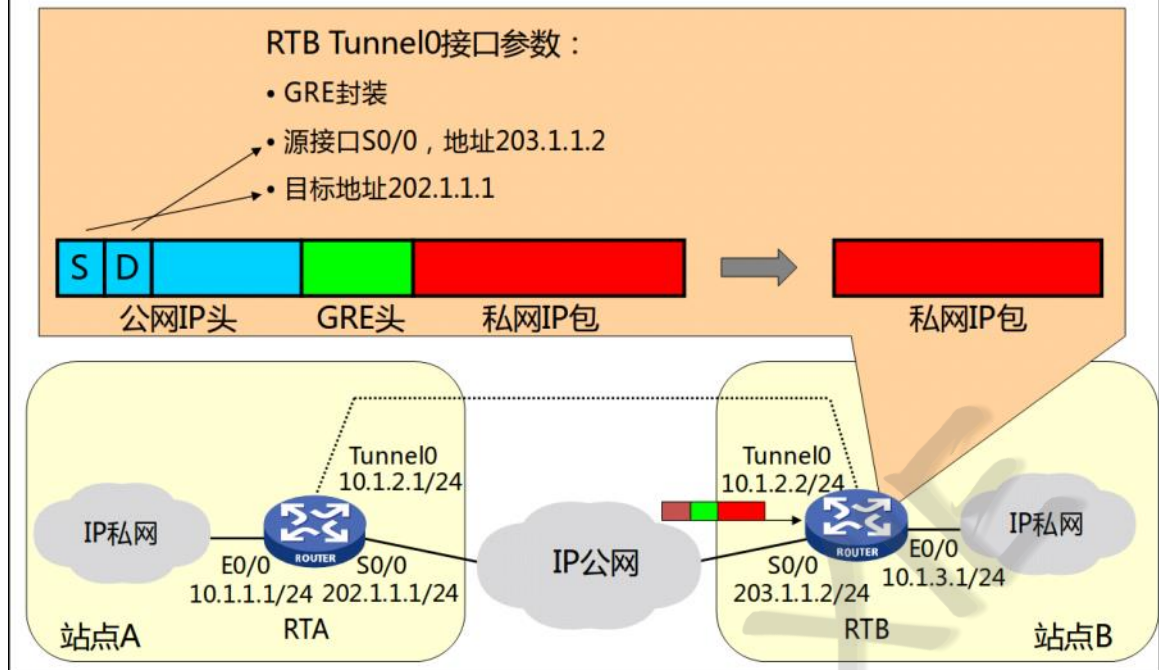 RTB Tunnel0接口参数：
• GRE封装
• 源接口S0/0，地址203.1.1.2
• 目标地址202.1.1.1
S D
公网IP头 GRE头 私网IP包 私网IP包
Tunnel0
10.1.2.1/24
Tunnel0
10.1.2.2/24
IP私网
ROUTER
IP公网
ROUTER
IP私网
E0/0
10.1.1.1/24
S0/0
202.1.1.1/24
S0/0
203.1.1.2/24
E0/0
10.1.3.1/24
站点A
RTA
RTB
站点B